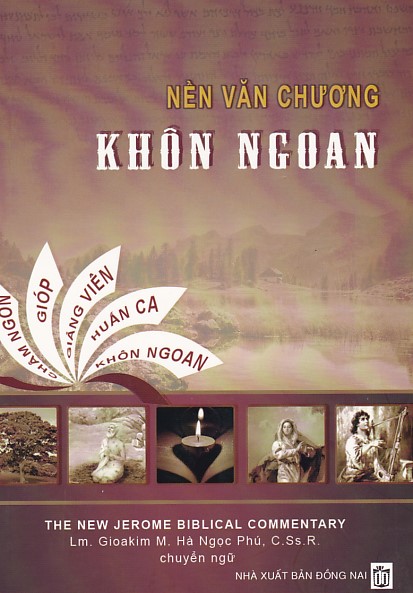 NỀN VĂN CHƯƠNG
KHÔN NGOAN
CHÂM NGÔN
GIÓP
GIẢNG VIÊN
HUẤN CA
KHÔN NGOAN
THE NEW JEROME BIBLICAL COMMENTARY
Lm. Gioakim M. Hà Ngọc Phú, C.Ss.R.
chuyển ngữ
NHÀ XUẤT BẢN ĐỒNG NAI